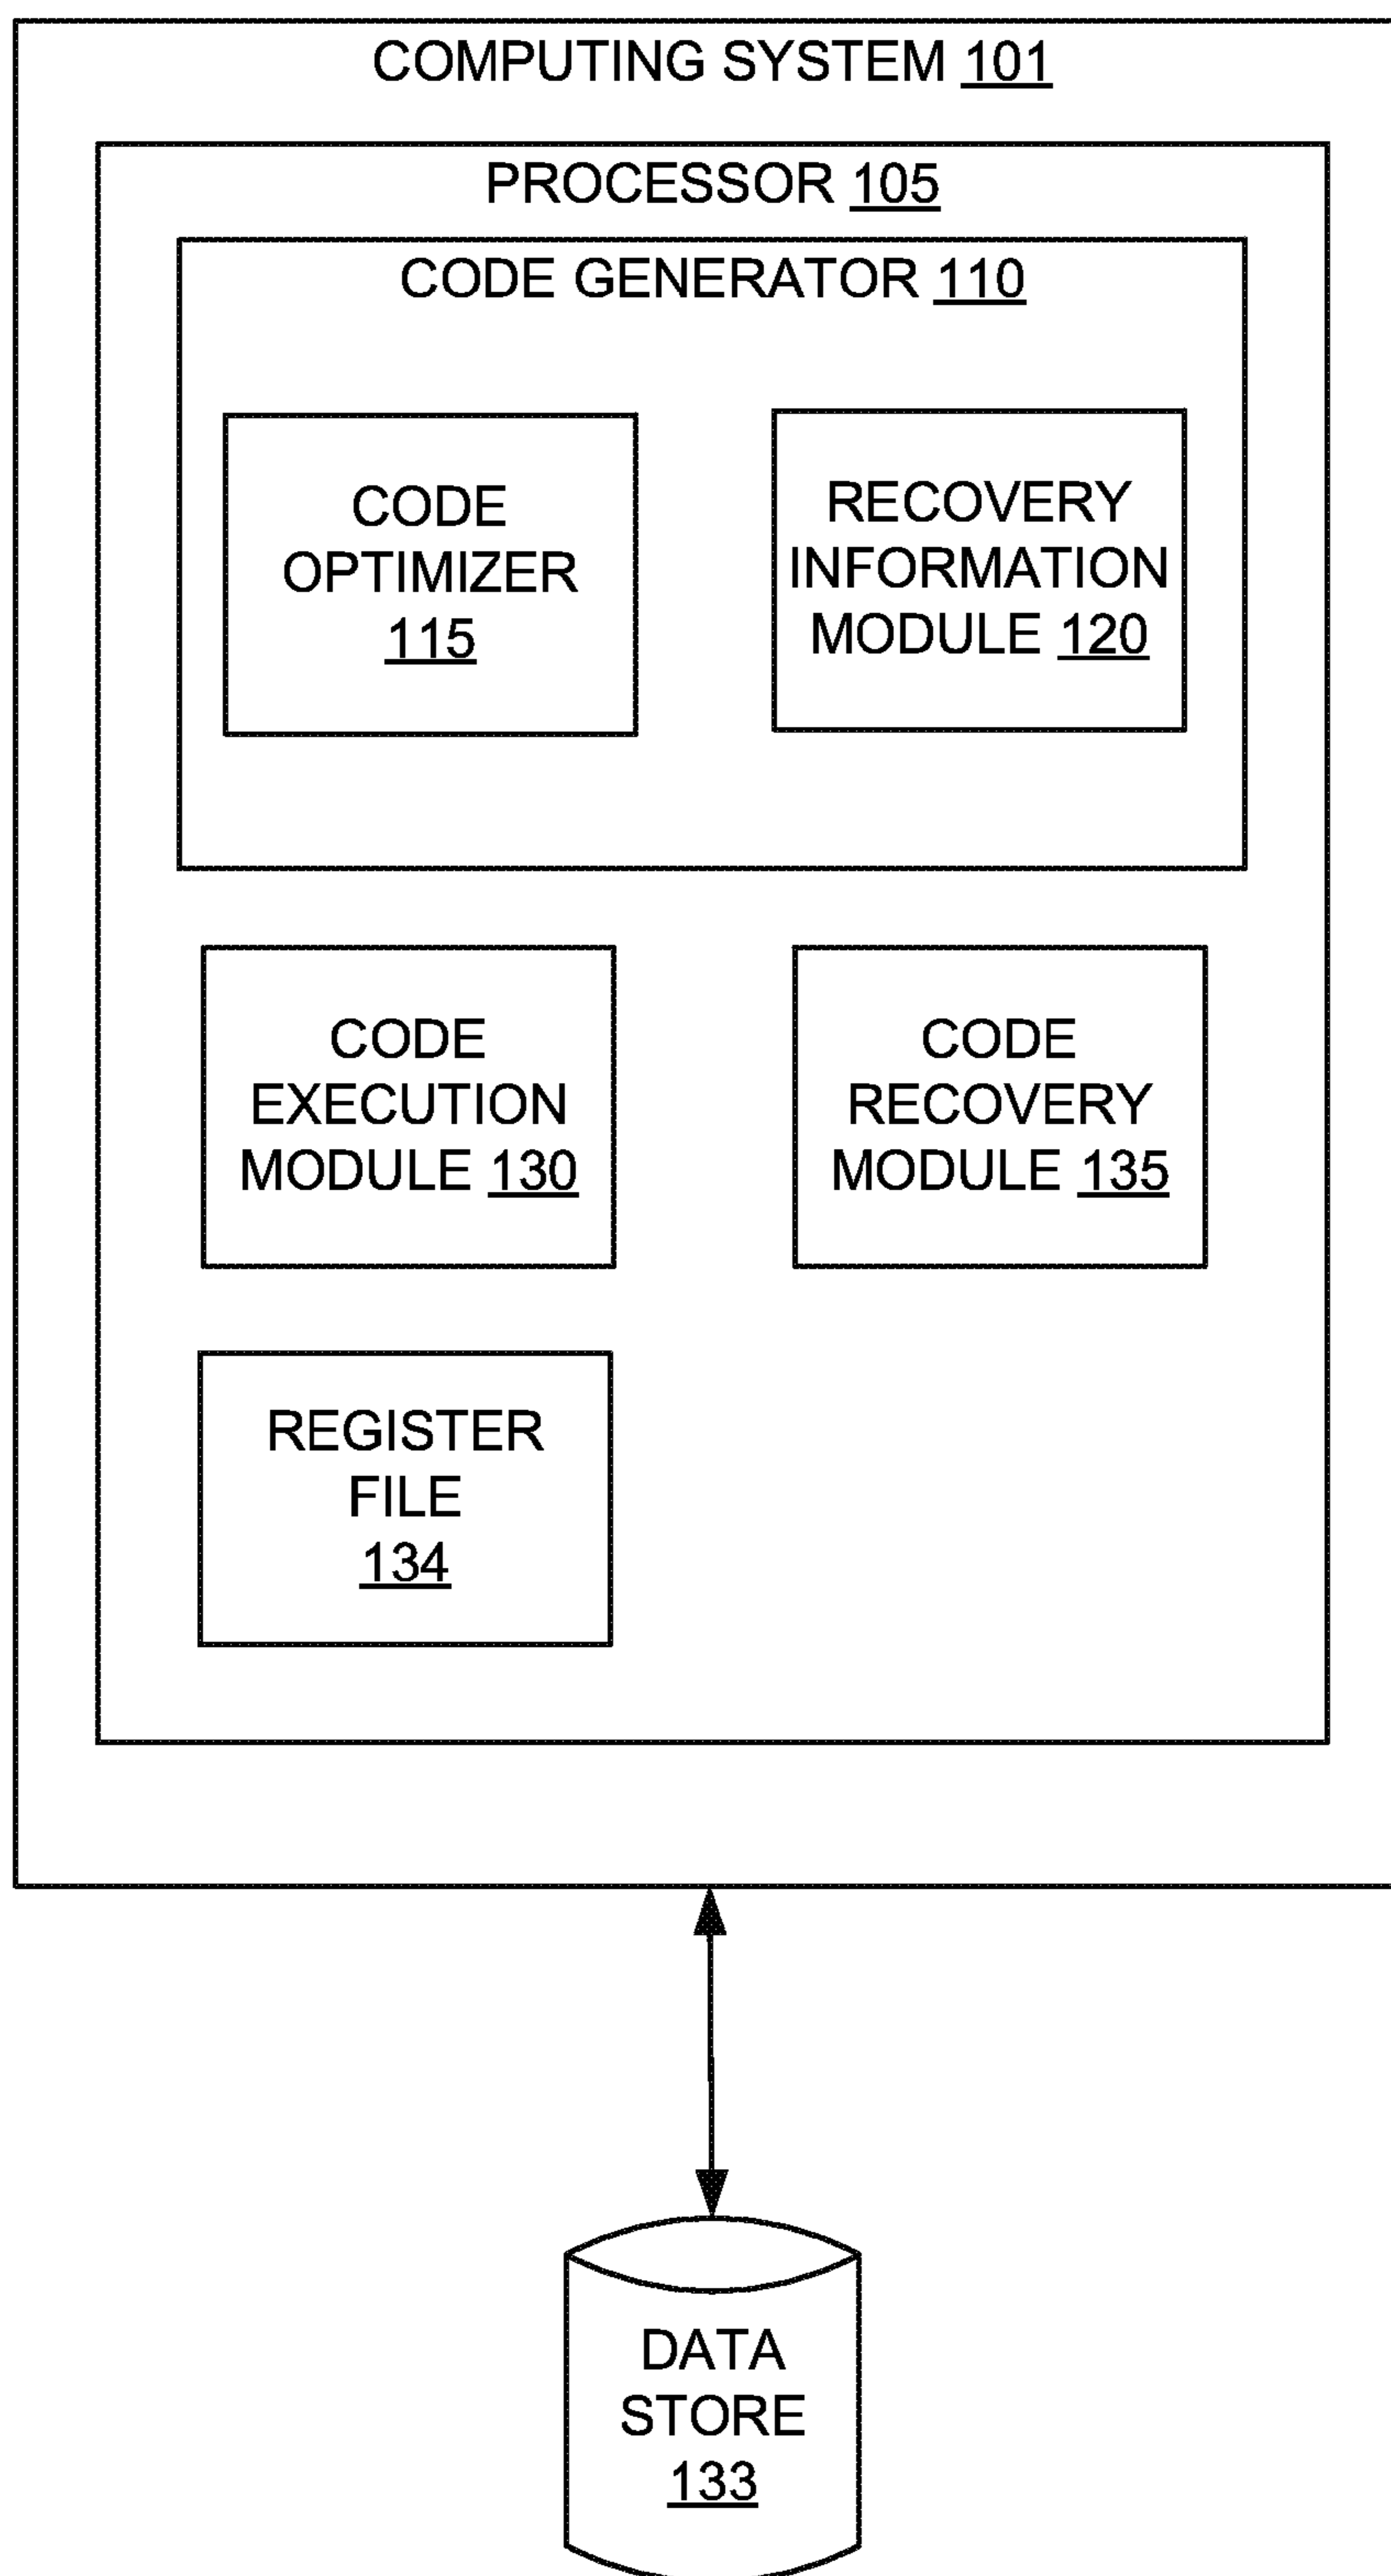 COMPUTING SYSTEM 101
PROCESSOR 105
CODE GENERATOR 110
CODE
OPTIMIZER
115
RECOVERY
INFORMATION
MODULE 120
CODE
EXECUTION
MODULE 130
CODE
RECOVERY
MODULE 135
REGISTER
FILE
134
DATA
STORE
133